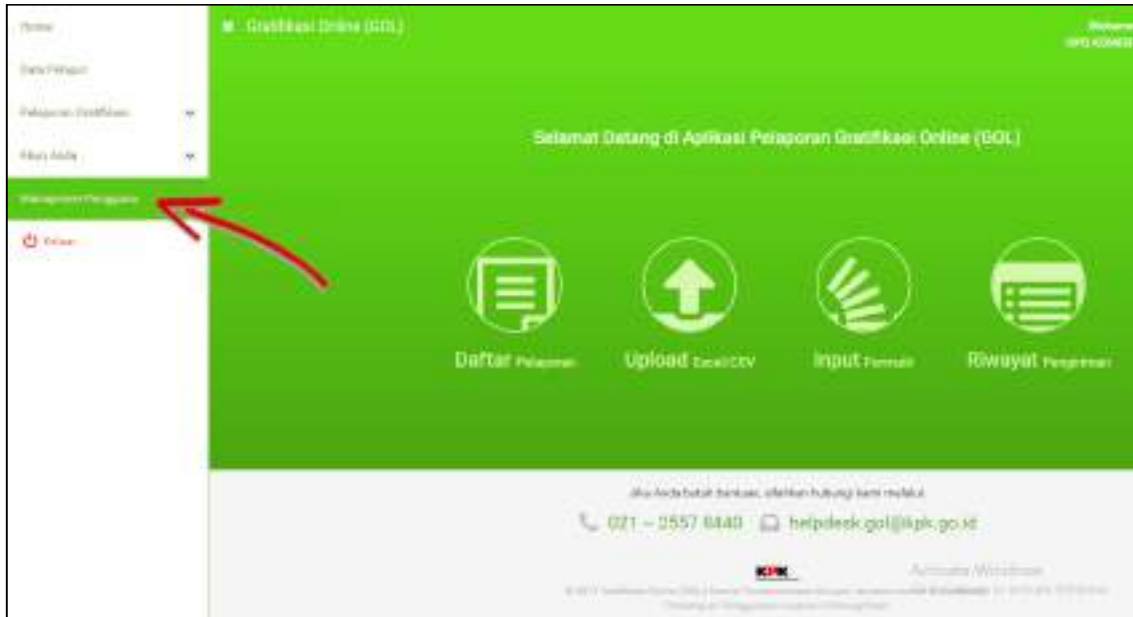 Home
Data Pelapor
Pelaporan Gratifikasi
Akun Anda
Manajemen Pengguna
Keluar
Gratifikasi Online (GOL)
Selamat Datang di Aplikasi Pelaporan Gratifikasi Online (GOL)
Daftar Pelaporan
Upload Excel/CSV
Input Formulir
Riwayat Pengiriman
Jika Anda butuh bantuan, silahkan hubungi kami melalui
021 – 2557 8440 helpdesk.gol@kpk.go.id
KPK
Activate Windows